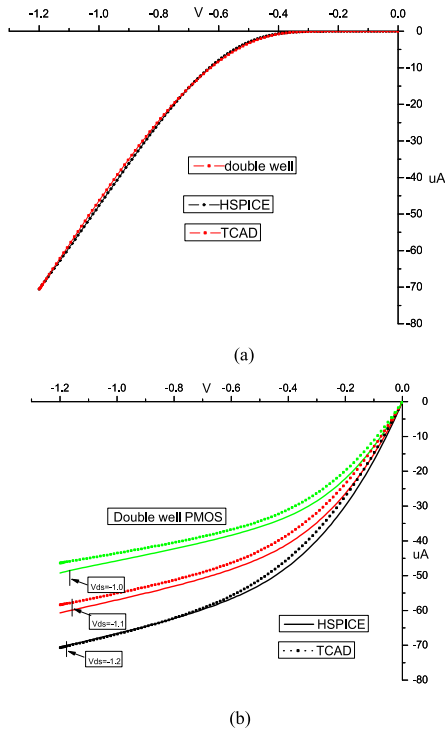 V
-1.2 -1.0 -0.8 -0.6 -0.4 -0.2 0.0
0
-10
-20
-30
-40
-50
-60
-70
-80
uA
double well
HSPICE
TCAD
(a)
-1.2 -1.0 -0.8 -0.6 -0.4 -0.2 0.0
V
0
-10
-20
-30
-40
-50
-60
-70
-80
uA
Double well PMOS
Vds=-1.0
Vds=-1.1
Vds=-1.2
HSPICE
TCAD
(b)